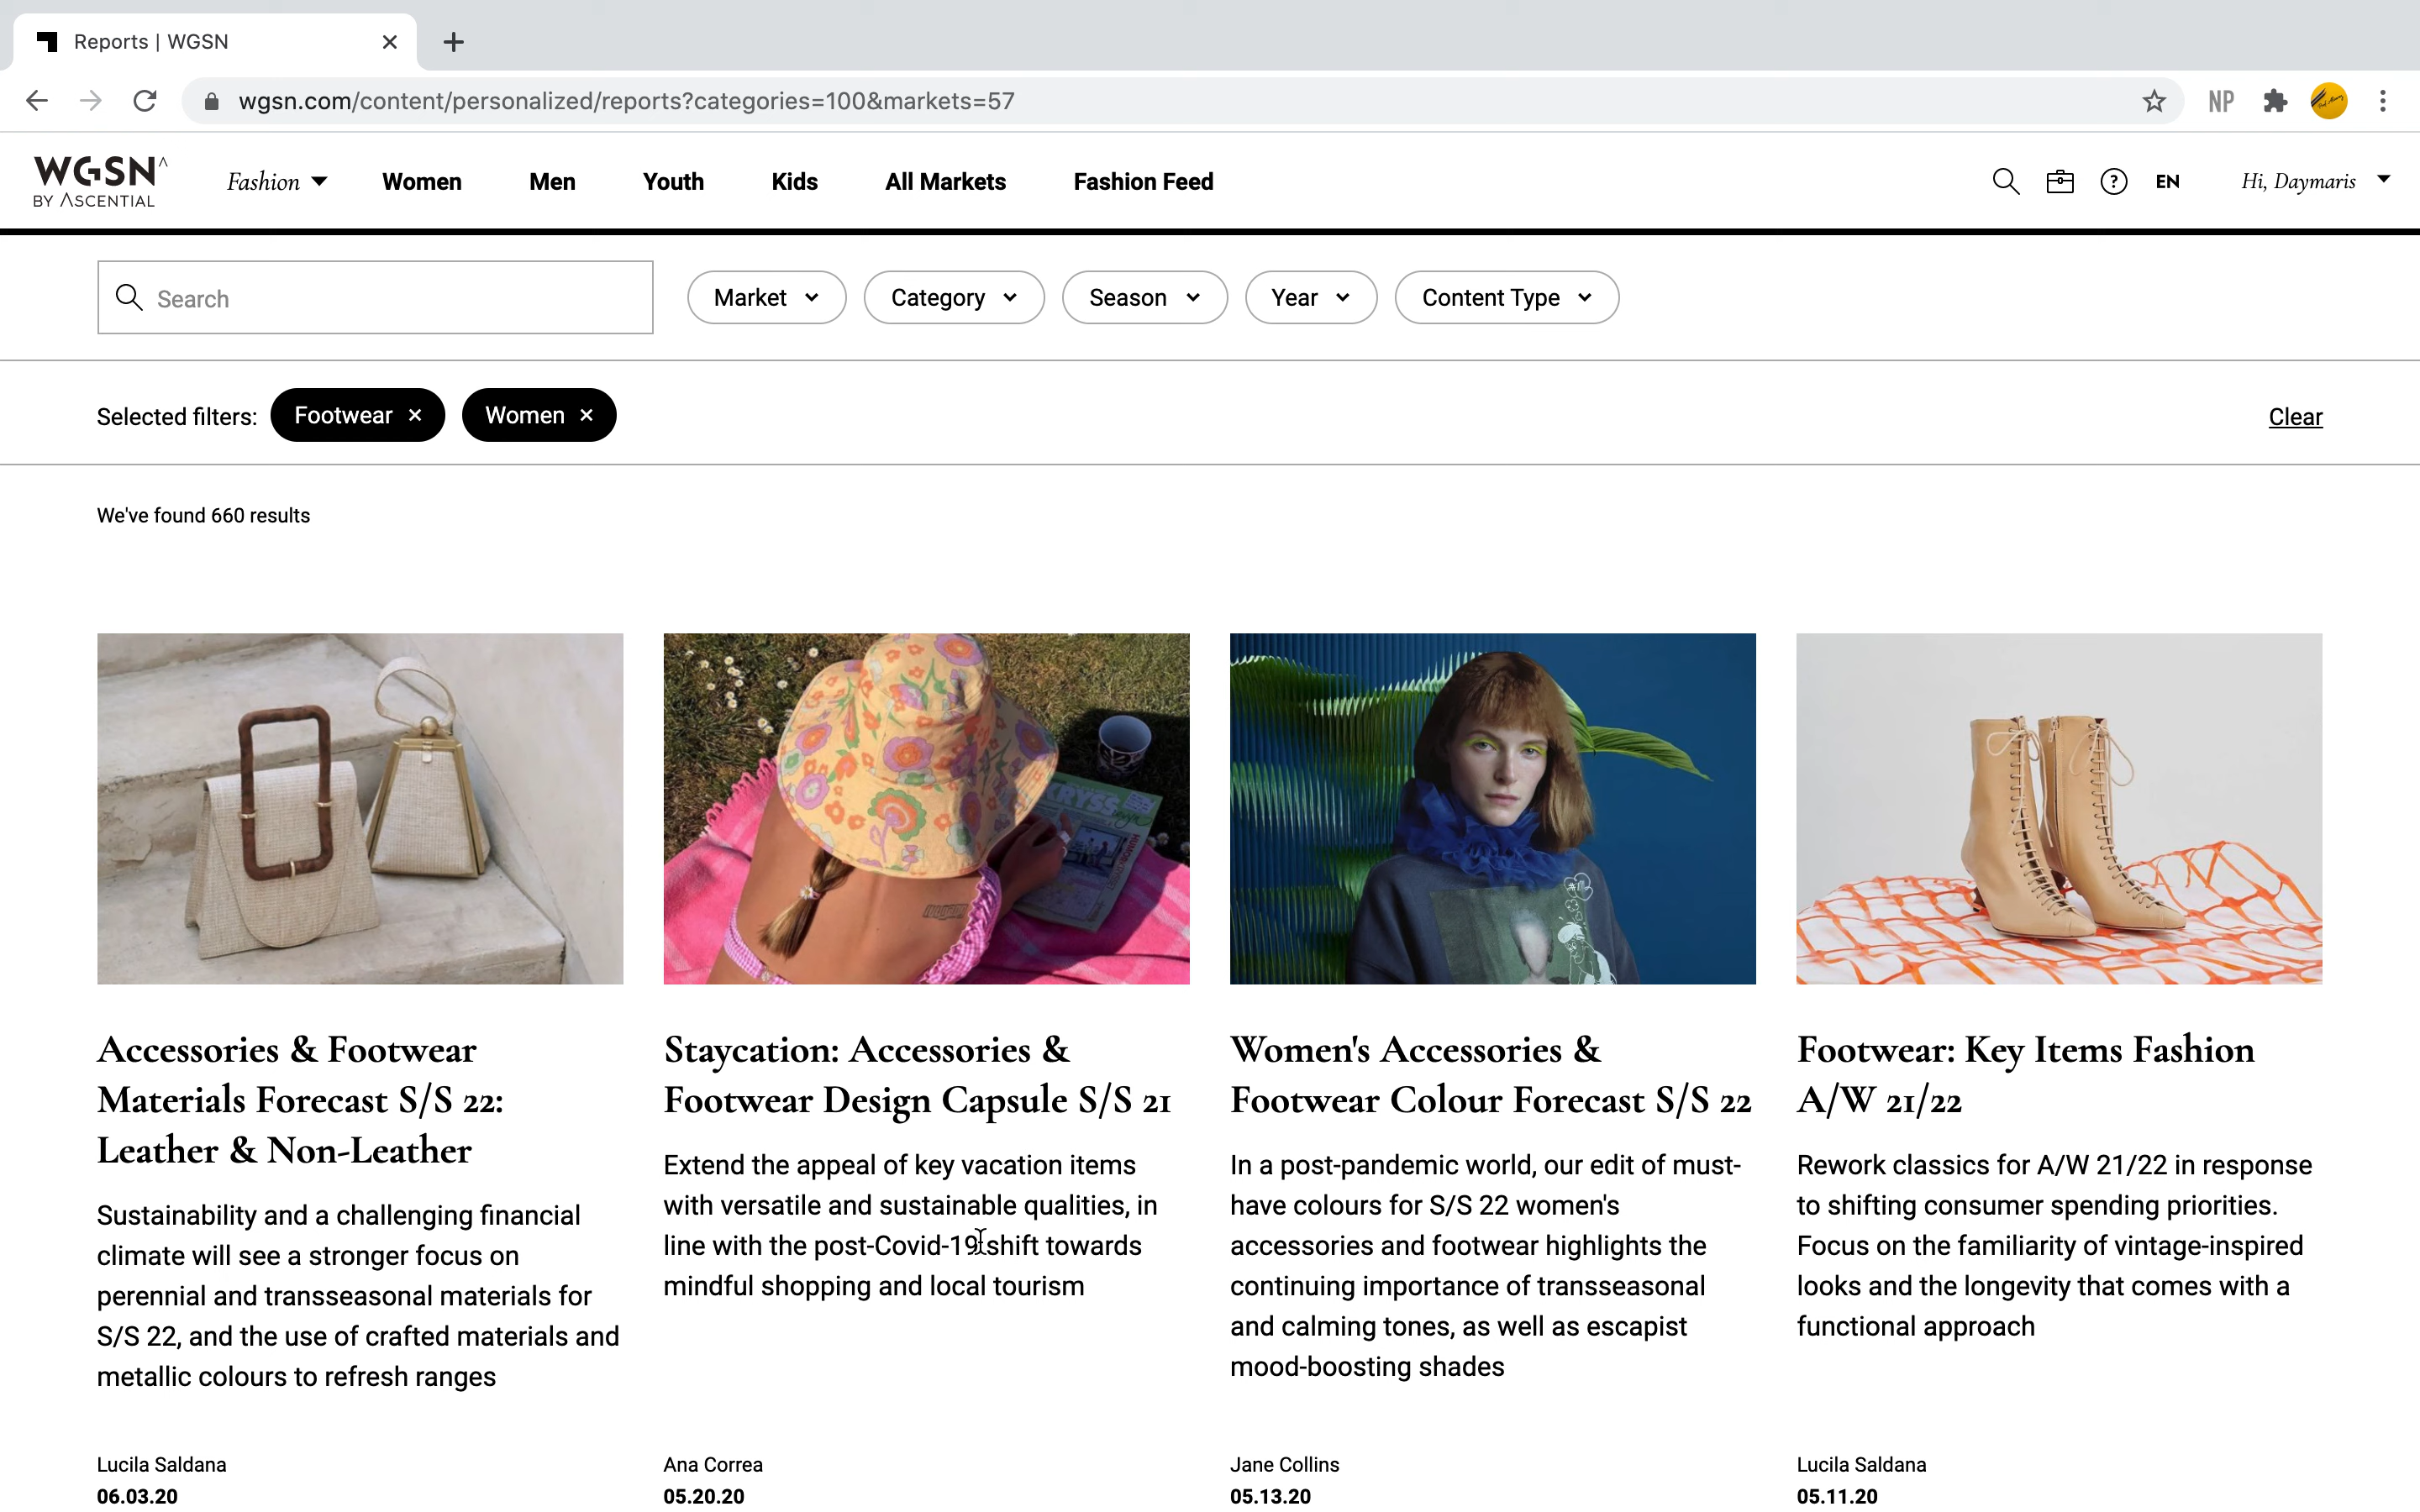 Reports | WGSN
wgsn.com/content/personalized/reports?categories=100&markets=57
NP
WGSN^
BY ASCENTIAL
Fashion
Women
Men
Youth
Kids
All Markets
Fashion Feed
?
EN
Hi, Daymaris
Search
Market
Category
Season
Year
Content Type
Selected filters:
Footwear ×
Women ×
Clear
We've found 660 results
Accessories & Footwear
Materials Forecast S/S 22:
Leather & Non-Leather
Sustainability and a challenging financial
climate will see a stronger focus on
perennial and transseasonal materials for
S/S 22, and the use of crafted materials and
metallic colours to refresh ranges
Lucila Saldana
06.03.20
Staycation: Accessories &
Footwear Design Capsule S/S 21
Extend the appeal of key vacation items
with versatile and sustainable qualities, in
line with the post-Covid-19 shift towards
mindful shopping and local tourism
Ana Correa
05.20.20
Women's Accessories &
Footwear Colour Forecast S/S 22
In a post-pandemic world, our edit of must-
have colours for S/S 22 women's
accessories and footwear highlights the
continuing importance of transseasonal
and calming tones, as well as escapist
mood-boosting shades
Jane Collins
05.13.20
Footwear: Key Items Fashion
A/W 21/22
Rework classics for A/W 21/22 in response
to shifting consumer spending priorities.
Focus on the familiarity of vintage-inspired
looks and the longevity that comes with a
functional approach
Lucila Saldana
05.11.20